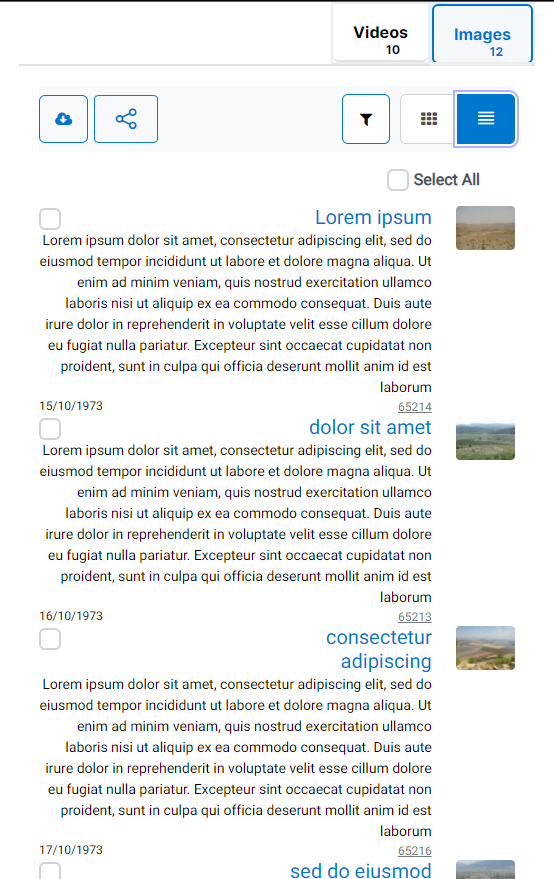 Videos
10
Images
12
Select All
Lorem ipsum
Lorem ipsum dolor sit amet, consectetur adipiscing elit, sed do
eiusmod tempor incididunt ut labore et dolore magna aliqua. Ut
enim ad minim veniam, quis nostrud exercitation ullamco
laboris nisi ut aliquip ex ea commodo consequat. Duis aute
irure dolor in reprehenderit in voluptate velit esse cillum dolore
eu fugiat nulla pariatur. Excepteur sint occaecat cupidatat non
proident, sunt in culpa qui officia deserunt mollit anim id est
laborum
15/10/1973
65214
dolor sit amet
Lorem ipsum dolor sit amet, consectetur adipiscing elit, sed do
eiusmod tempor incididunt ut labore et dolore magna aliqua. Ut
enim ad minim veniam, quis nostrud exercitation ullamco
laboris nisi ut aliquip ex ea commodo consequat. Duis aute
irure dolor in reprehenderit in voluptate velit esse cillum dolore
eu fugiat nulla pariatur. Excepteur sint occaecat cupidatat non
proident, sunt in culpa qui officia deserunt mollit anim id est
laborum
16/10/1973
65213
consectetur
adipiscing
Lorem ipsum dolor sit amet, consectetur adipiscing elit, sed do
eiusmod tempor incididunt ut labore et dolore magna aliqua. Ut
enim ad minim veniam, quis nostrud exercitation ullamco
laboris nisi ut aliquip ex ea commodo consequat. Duis aute
irure dolor in reprehenderit in voluptate velit esse cillum dolore
eu fugiat nulla pariatur. Excepteur sint occaecat cupidatat non
proident, sunt in culpa qui officia deserunt mollit anim id est
laborum
17/10/1973
65216
sed do eiusmod